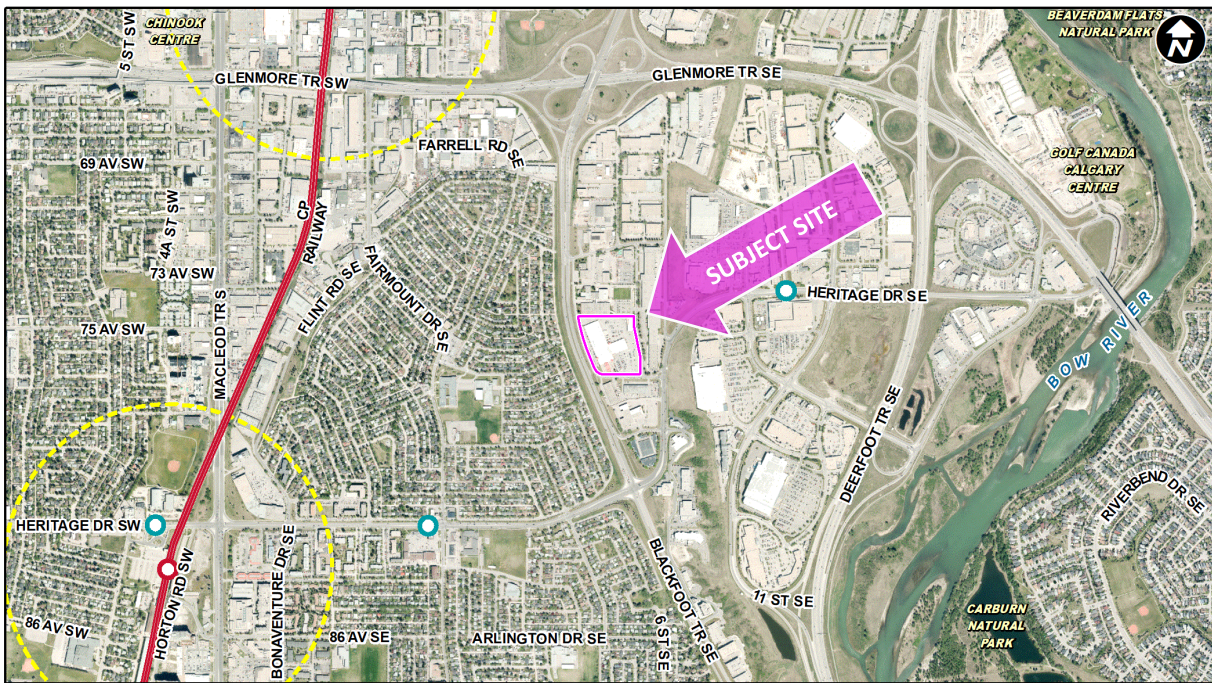 CHINOOK
CENTRE
5 ST SW
BEAVERDAM FLATS
NATURAL PARK
N
GLENMORE TR SW
GLENMORE TR SE
69 AV SW
FARRELL RD SE
GOLF CANADA
CALGARY
CENTRE
4A ST SW
CP
RAILWAY
SUBJECT SITE
73 AV SW
FLINT RD SE
FAIRMOUNT DR SE
HERITAGE DR SE
75 AV SW
MACLEOD TR S
BOW RIVER
DEERFOOT TR SE
RIVERBEND DR SE
HERITAGE DR SW
HORTON RD SW
BONAVENTURE DR SE
BLACKFOOT TR SE
11 ST SE
86 AV SW
86 AV SE
ARLINGTON DR SE
6 ST SE
CARBURN
NATURAL
PARK